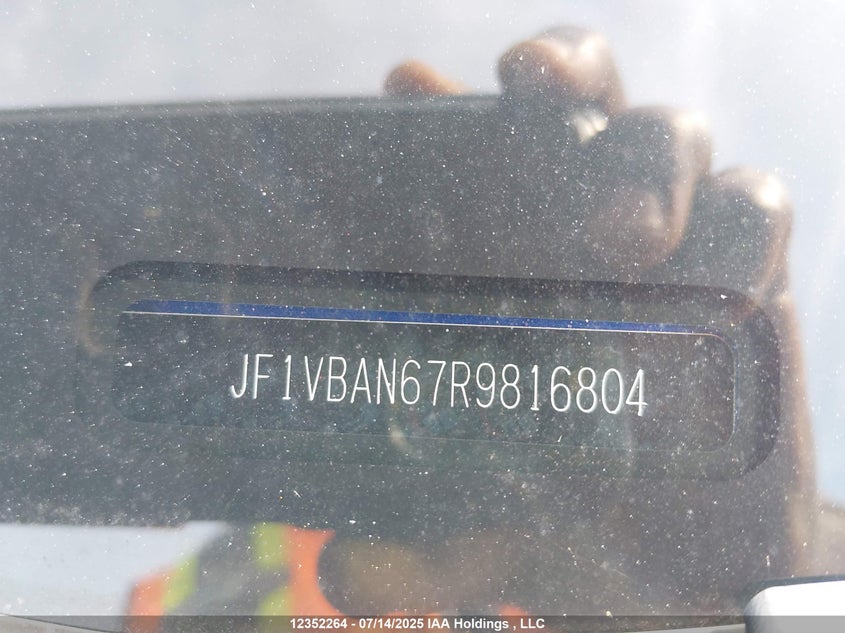 JF1VBAN67R9816804
12352264 - 07/14/2025 IAA Holdings , LLC